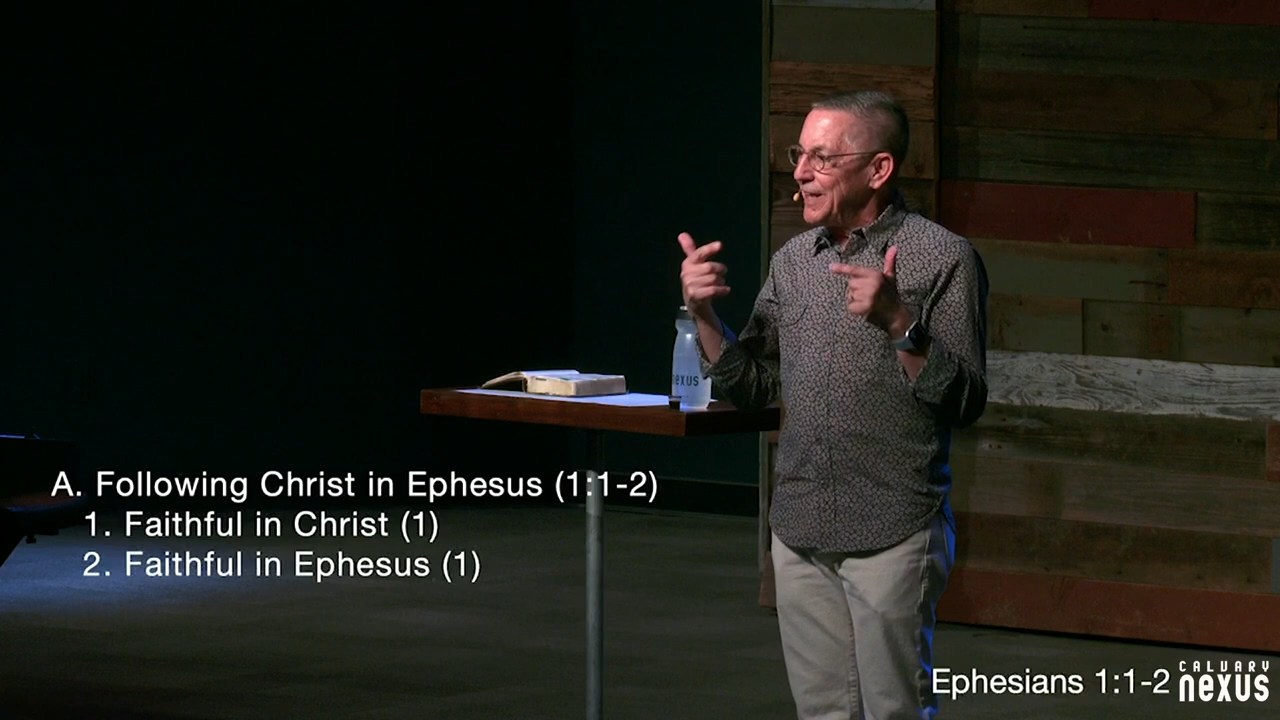 nexus
A. Following Christ in Ephesus (1:1-2)
1. Faithful in Christ (1)
2. Faithful in Ephesus (1)
Ephesians 1:1-2
CALVARY
nexus